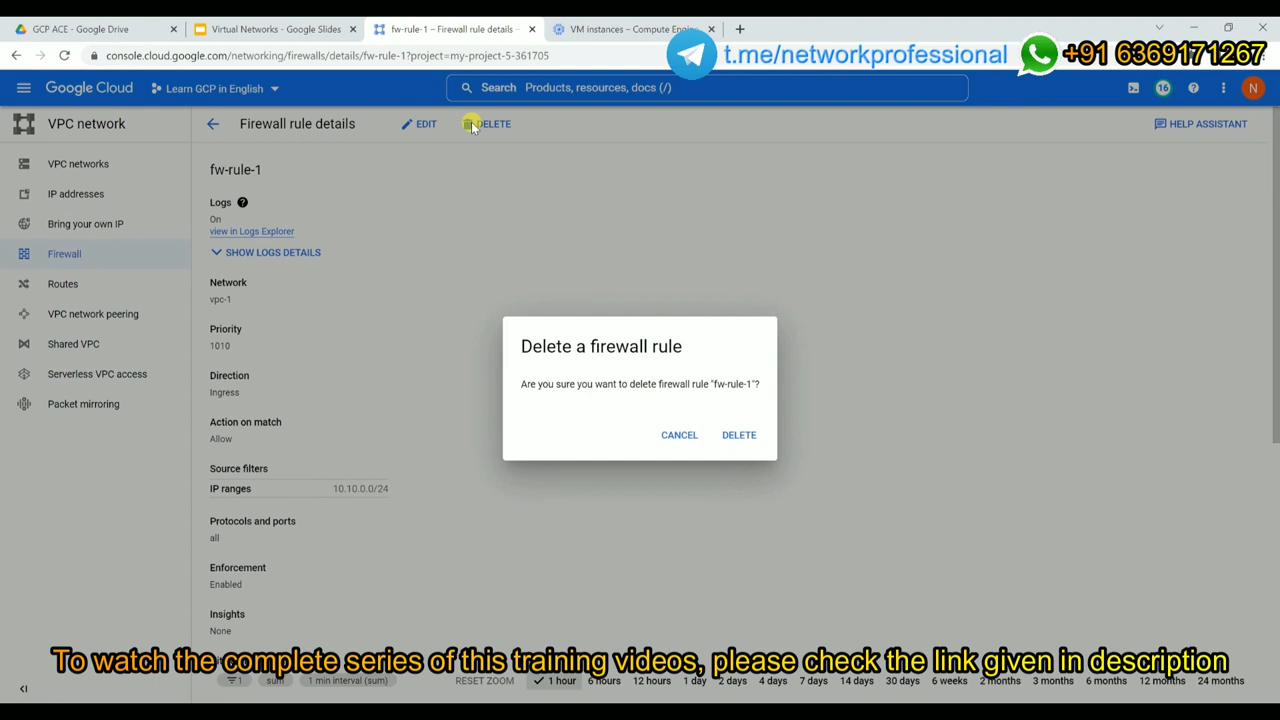 GCP ACE - Google Drive
Virtual Networks - Google Slides
fw-rule-1 – Firewall rule details –
VM instances – Compute Engine
console.cloud.google.com/networking/firewalls/details/fw-rule-1?project=my-project-5-361705
t.me/networkprofessional
+91 6369171267
Google Cloud
Learn GCP in English
Search Products, resources, docs (/)
16
N
VPC network
Firewall rule details
EDIT
DELETE
HELP ASSISTANT
VPC networks
IP addresses
Bring your own IP
Firewall
Routes
VPC network peering
Shared VPC
Serverless VPC access
Packet mirroring
fw-rule-1
Logs
On
view in Logs Explorer
SHOW LOGS DETAILS
Network
vpc-1
Priority
1010
Direction
Ingress
Action on match
Allow
Source filters
IP ranges 10.10.0.0/24
Protocols and ports
all
Enforcement
Enabled
Insights
None
Delete a firewall rule
Are you sure you want to delete firewall rule "fw-rule-1"?
CANCEL
DELETE
To watch the complete series of this training videos, please check the link given in description
1 sum 1 min interval (sum) RESET ZOOM 1 hour 6 hours 12 hours 1 day 2 days 4 days 7 days 14 days 30 days 6 weeks 2 months 3 months 6 months 12 months 24 months